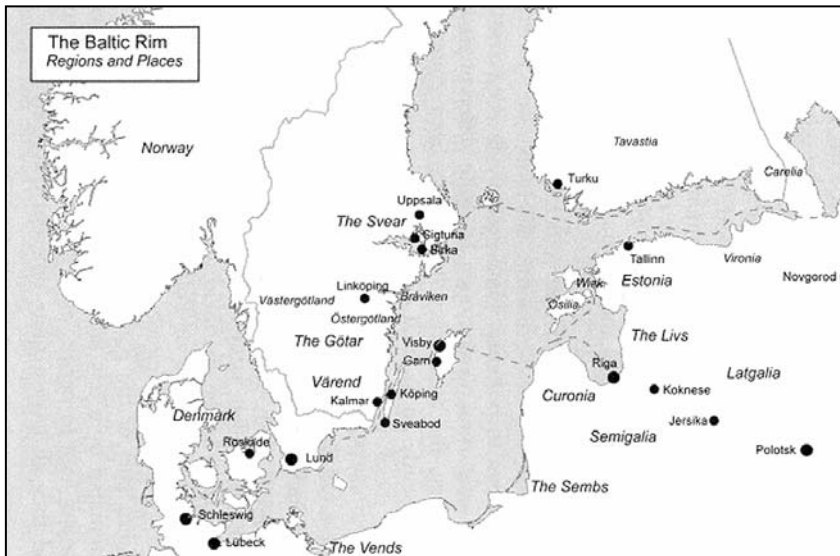 The Baltic Rim
Regions and Places
Norway
Tavastia
Carelia
Turku
Uppsala
The Svear
Sigtuna
Birka
Tallinn
Vironia
Estonia
Novgorod
Wiek
Ösilia
Linköping
Västergötland
Bråviken
Östergötland
The Götar
Visby
Garn
The Livs
Riga
Värend
Köping
Kalmar
Curonia
Koknese
Latgalia
Denmark
Sveabod
Semigalia
Jersika
Roskilde
Lund
Polotsk
The Sembs
Schleswig
Lübeck
The Vends